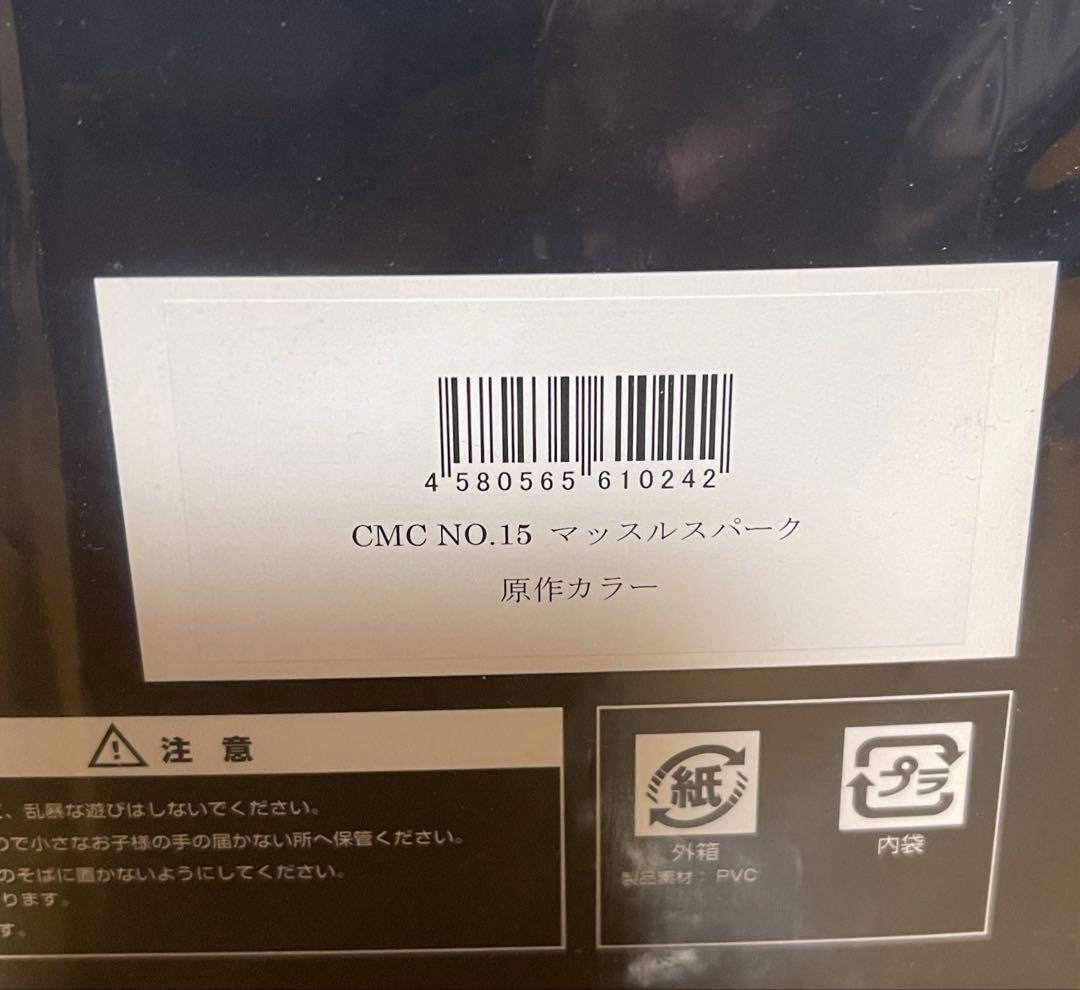 4 580565 610242
CMC NO.15 マッスルスパーク
原作カラー
注 意
、乱暴な遊びはしないでください。
ので小さなお子様の手の届かない所へ保管ください。
のそばに置かないようにしてください。
ります。
す。
紙
外箱
プラ
内袋
製品素材：PVC